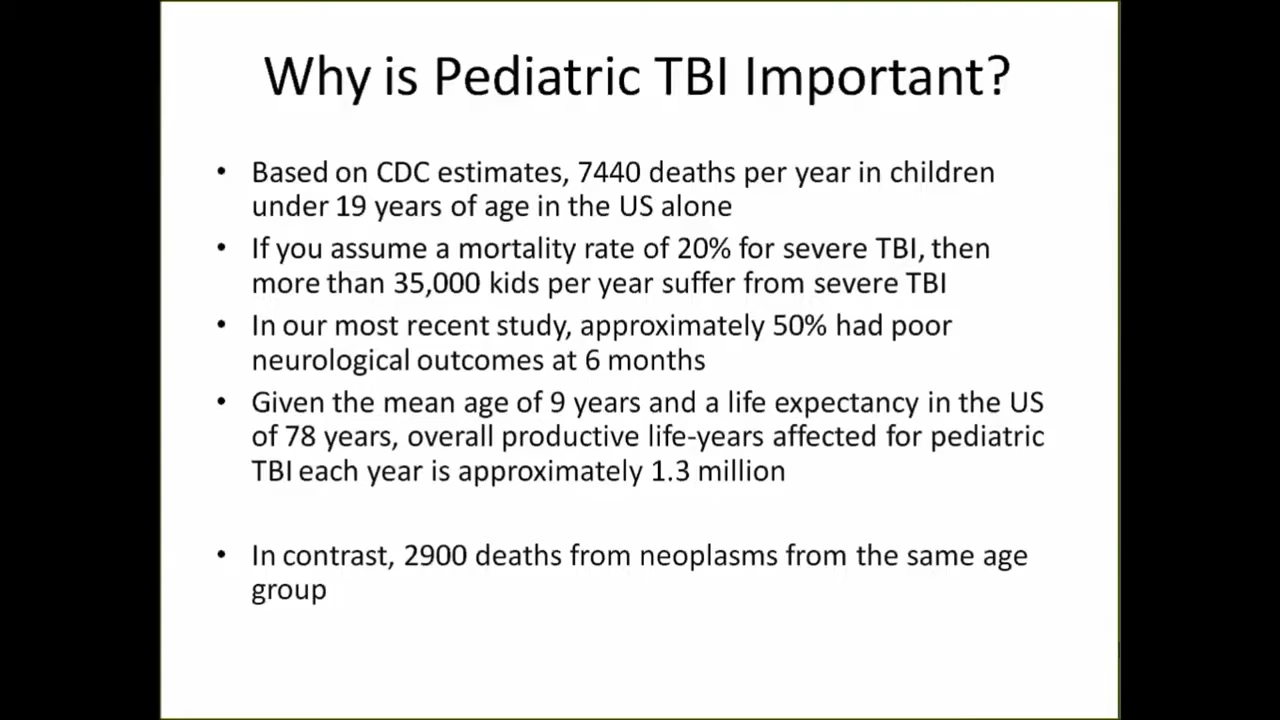 Why is Pediatric TBI Important?
• Based on CDC estimates, 7440 deaths per year in children
under 19 years of age in the US alone
• If you assume a mortality rate of 20% for severe TBI, then
more than 35,000 kids per year suffer from severe TBI
• In our most recent study, approximately 50% had poor
neurological outcomes at 6 months
• Given the mean age of 9 years and a life expectancy in the US
of 78 years, overall productive life-years affected for pediatric
TBI each year is approximately 1.3 million
• In contrast, 2900 deaths from neoplasms from the same age
group